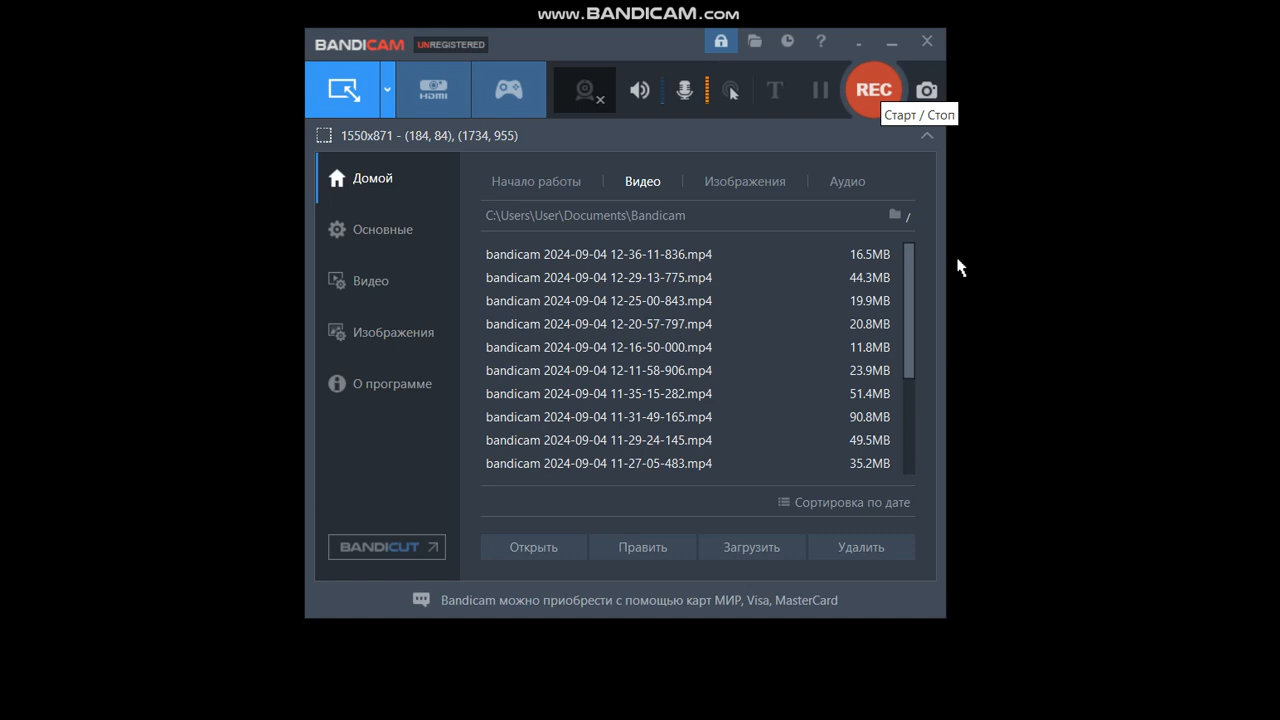 www.BANDICAM.com
BANDICAM UNREGISTERED
HDMI
T
REC
Старт / Стоп
1550x871 - (184, 84), (1734, 955)
Домой
Основные
Видео
Изображения
О программе
BANDICUT
Начало работы Видео Изображения Аудио
C:\Users\User\Documents\Bandicam
bandicam 2024-09-04 12-36-11-836.mp4 16.5MB
bandicam 2024-09-04 12-29-13-775.mp4 44.3MB
bandicam 2024-09-04 12-25-00-843.mp4 19.9MB
bandicam 2024-09-04 12-20-57-797.mp4 20.8MB
bandicam 2024-09-04 12-16-50-000.mp4 11.8MB
bandicam 2024-09-04 12-11-58-906.mp4 23.9MB
bandicam 2024-09-04 11-35-15-282.mp4 51.4MB
bandicam 2024-09-04 11-31-49-165.mp4 90.8MB
bandicam 2024-09-04 11-29-24-145.mp4 49.5MB
bandicam 2024-09-04 11-27-05-483.mp4 35.2MB
Сортировка по дате
Открыть Править Загрузить Удалить
Bandicam можно приобрести с помощью карт МИР, Visa, MasterCard